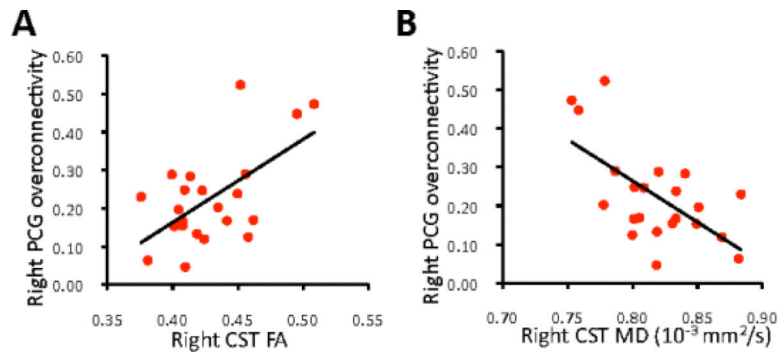 A
Right PCG overconnectivity
0.60
0.50
0.40
0.30
0.20
0.10
0.00
0.35 0.40 0.45 0.50 0.55
Right CST FA
B
Right PCG overconnectivity
0.60
0.50
0.40
0.30
0.20
0.10
0.00
0.70 0.75 0.80 0.85 0.90
Right CST MD (10⁻³ mm²/s)